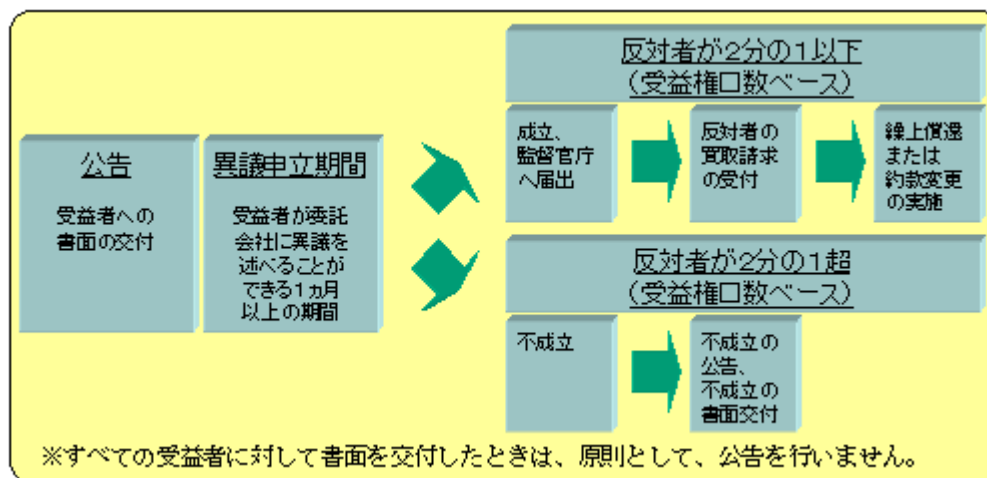 公告
受益者への
書面の交付
異議申立期間
受益者が委託
会社に異議を
述べることが
できる1ヵ月
以上の期間
反対者が2分の1以下
(受益権口数ベース)
成立、
監督官庁
へ届出
反対者の
買取請求
の受付
繰上償還
または
約款変更
の実施
反対者が2分の1超
(受益権口数ベース)
不成立
不成立の
公告、
不成立の
書面交付
※すべての受益者に対して書面を交付したときは、原則として、公告を行いません。